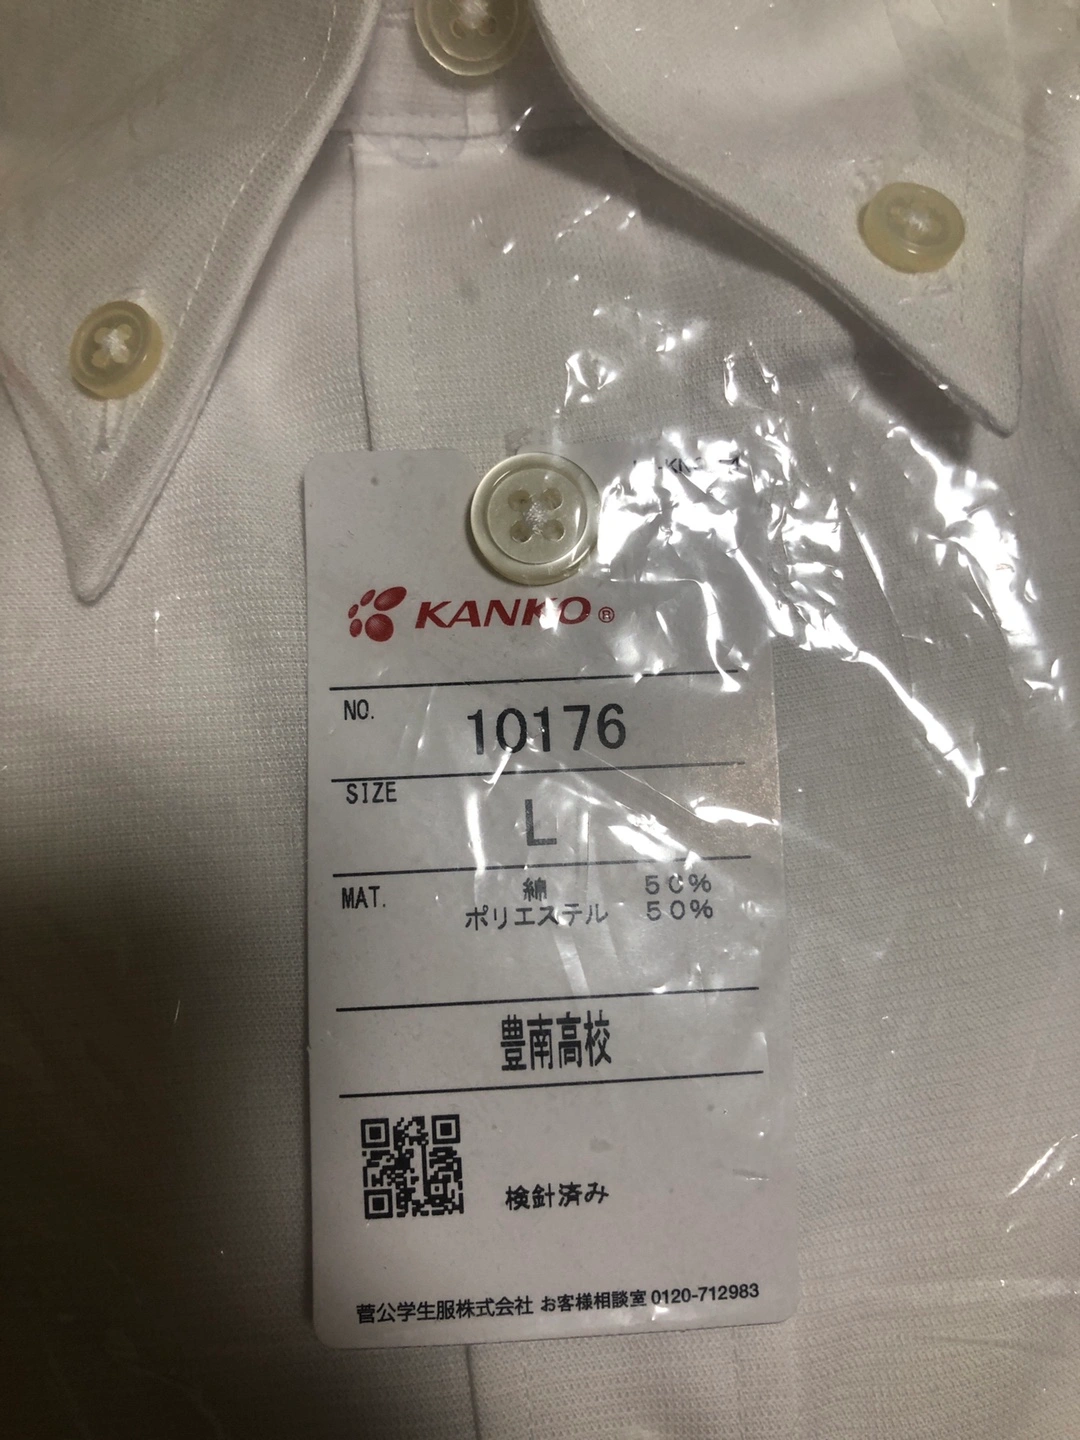 KANKO®
NO. 10176
SIZE L
MAT. 綿 50%
ポリエステル 50%
豊南高校
検針済み
菅公学生服株式会社 お客様相談室 0120-712983